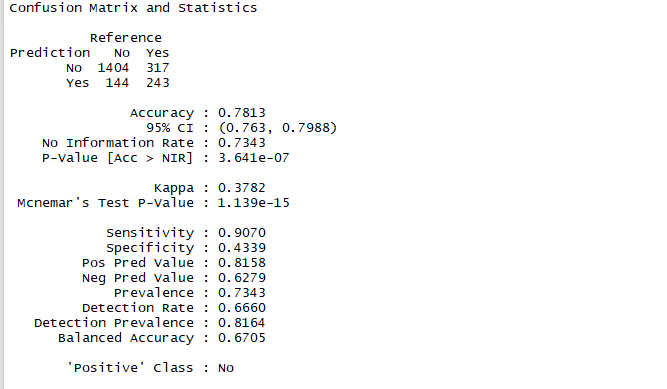 Confusion Matrix and Statistics
Reference
Prediction No Yes
No 1404 317
Yes 144 243
Accuracy : 0.7813
95% CI : (0.763, 0.7988)
No Information Rate : 0.7343
P-Value [Acc > NIR] : 3.641e-07
Kappa : 0.3782
Mcnemar's Test P-Value : 1.139e-15
Sensitivity : 0.9070
Specificity : 0.4339
Pos Pred Value : 0.8158
Neg Pred Value : 0.6279
Prevalence : 0.7343
Detection Rate : 0.6660
Detection Prevalence : 0.8164
Balanced Accuracy : 0.6705
'Positive' Class : No